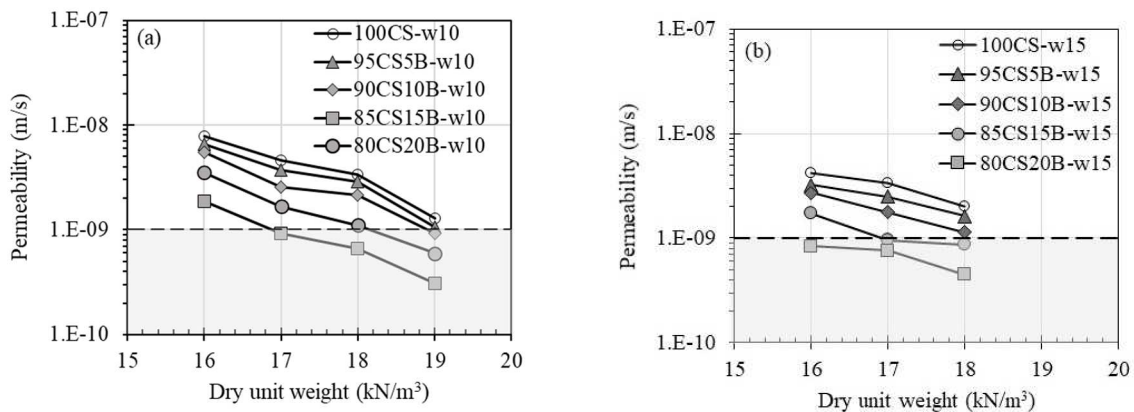 (a)
100CS-w10
95CS5B-w10
90CS10B-w10
85CS15B-w10
80CS20B-w10
Permeability (m/s)
1.E-07
1.E-08
1.E-09
1.E-10
15
16
17
18
19
20
Dry unit weight (kN/m³)
(b)
100CS-w15
95CS5B-w15
90CS10B-w15
85CS15B-w15
80CS20B-w15
Permeability (m/s)
1.E-07
1.E-08
1.E-09
1.E-10
15
16
17
18
19
20
Dry unit weight (kN/m³)